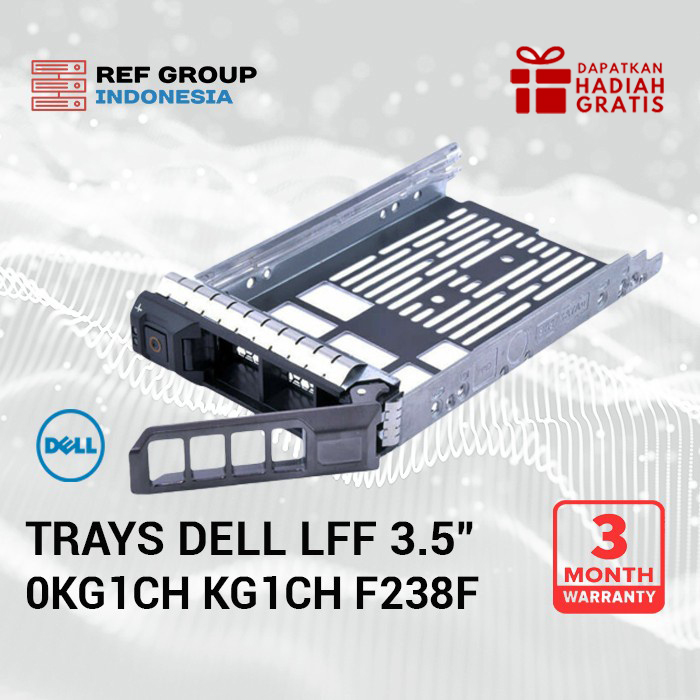 REF GROUP
INDONESIA
DAPATKAN
HADIAH
GRATIS
DELL
TRAYS DELL LFF 3.5"
0KG1CH KG1CH F238F
3
MONTH
WARRANTY